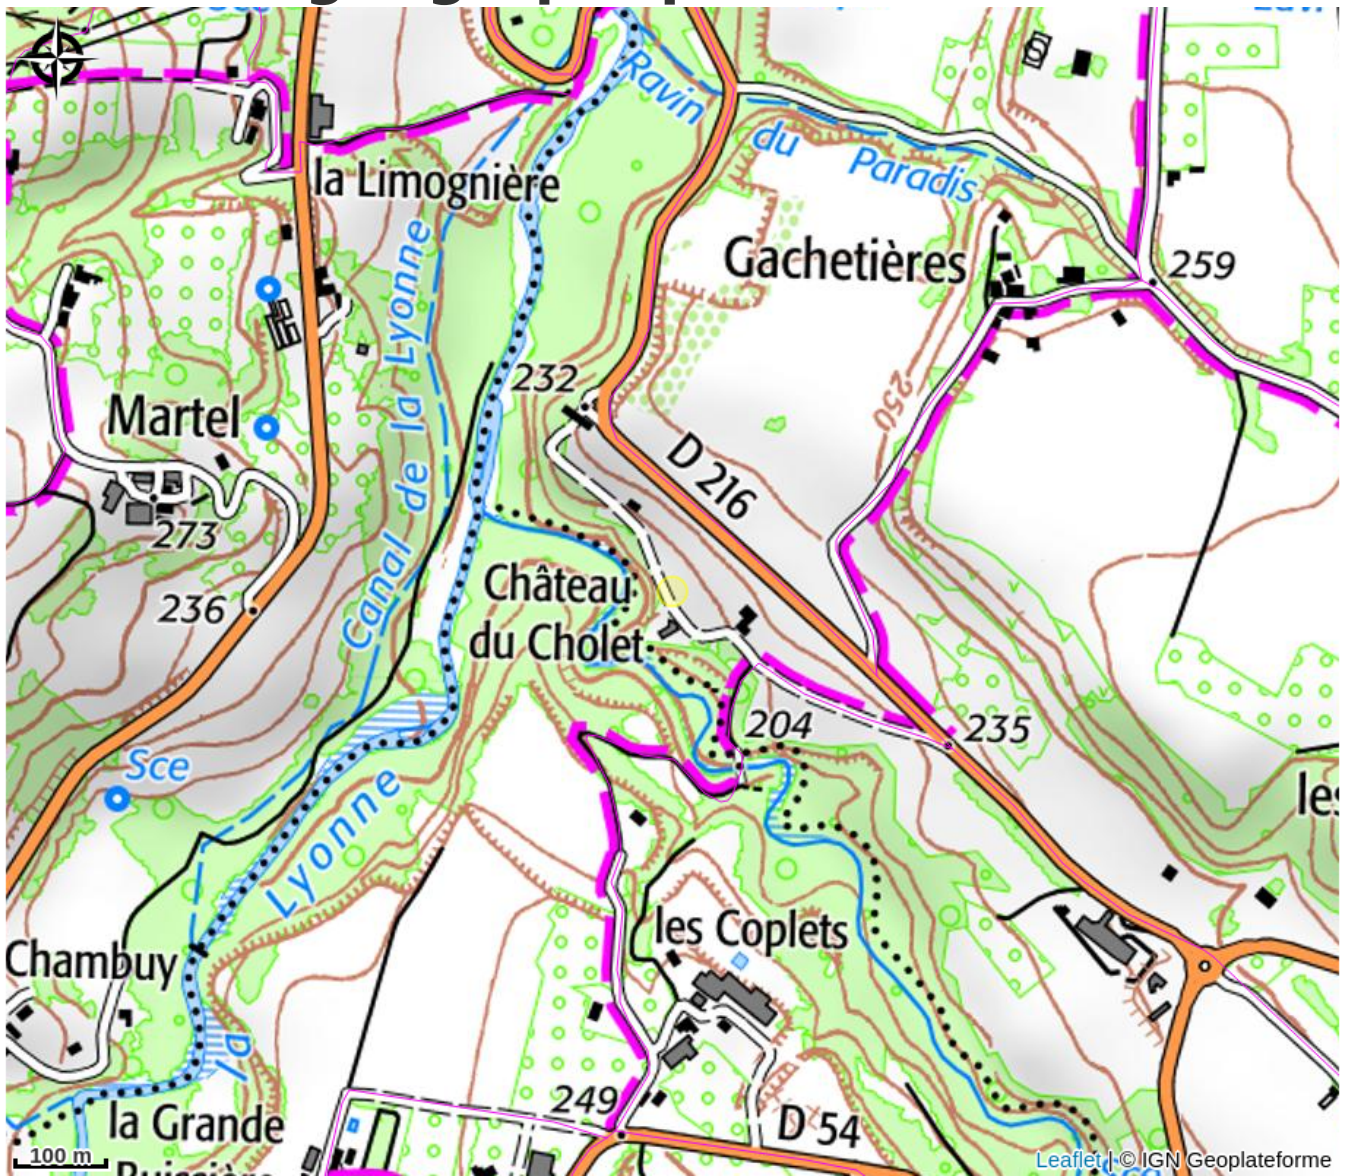 Ravin
du Paradis
la Limognière
Gachetières
259
Canal de la Lyonne
232
250
Martel
D 216
273
Château
du Cholet
236
204
235
Sce
la Lyonne
les Coplets
Chambuy
249
la Grande
D 54
100 m
Leaflet | © IGN Geoplateforme